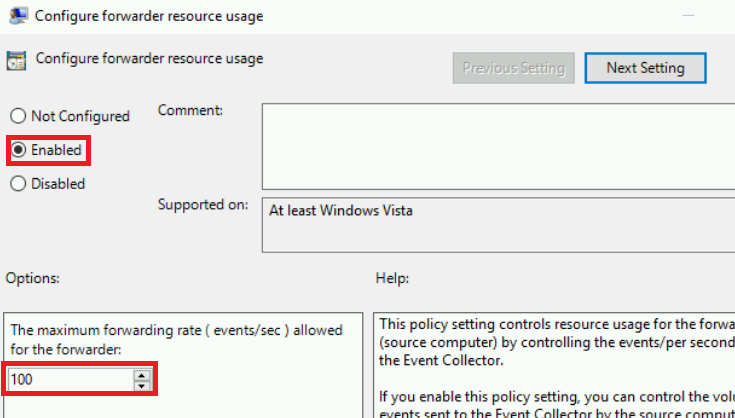 Configure forwarder resource usage
Configure forwarder resource usage
Previous Setting
Next Setting
Not Configured
Comment:
Enabled
Disabled
Supported on:
At least Windows Vista
Options:
Help:
The maximum forwarding rate ( events/sec ) allowed
for the forwarder:
100
This policy setting controls resource usage for the forwa
(source computer) by controlling the events/per second
the Event Collector.
If you enable this policy setting, you can control the volu
events sent to the Event Collector by the source comput